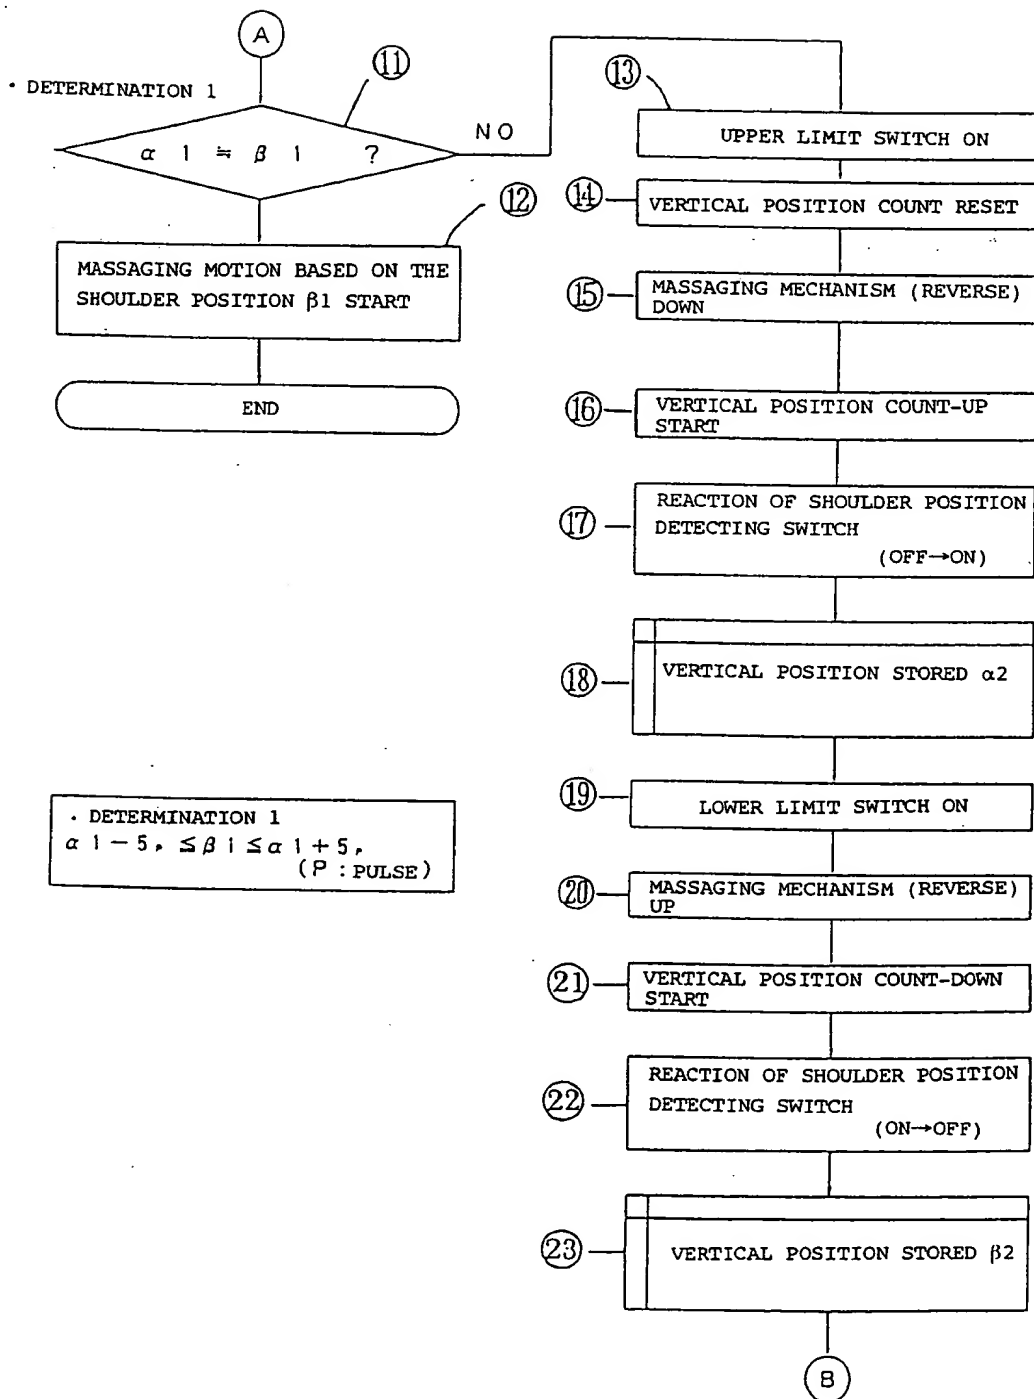 A
⑪
• DETERMINATION 1
α 1 ≒ β 1 ?
NO
⑫
MASSAGING MOTION BASED ON THE
SHOULDER POSITION β1 START
END
• DETERMINATION 1
α 1 − 5P ≦ β 1 ≦ α 1 + 5P
(P : PULSE)
⑬
UPPER LIMIT SWITCH ON
⑭
VERTICAL POSITION COUNT RESET
⑮
MASSAGING MECHANISM (REVERSE)
DOWN
⑯
VERTICAL POSITION COUNT-UP
START
⑰
REACTION OF SHOULDER POSITION
DETECTING SWITCH
(OFF→ON)
⑱
VERTICAL POSITION STORED α2
⑲
LOWER LIMIT SWITCH ON
⑳
MASSAGING MECHANISM (REVERSE)
UP
㉑
VERTICAL POSITION COUNT-DOWN
START
㉒
REACTION OF SHOULDER POSITION
DETECTING SWITCH
(ON→OFF)
㉓
VERTICAL POSITION STORED β2
B